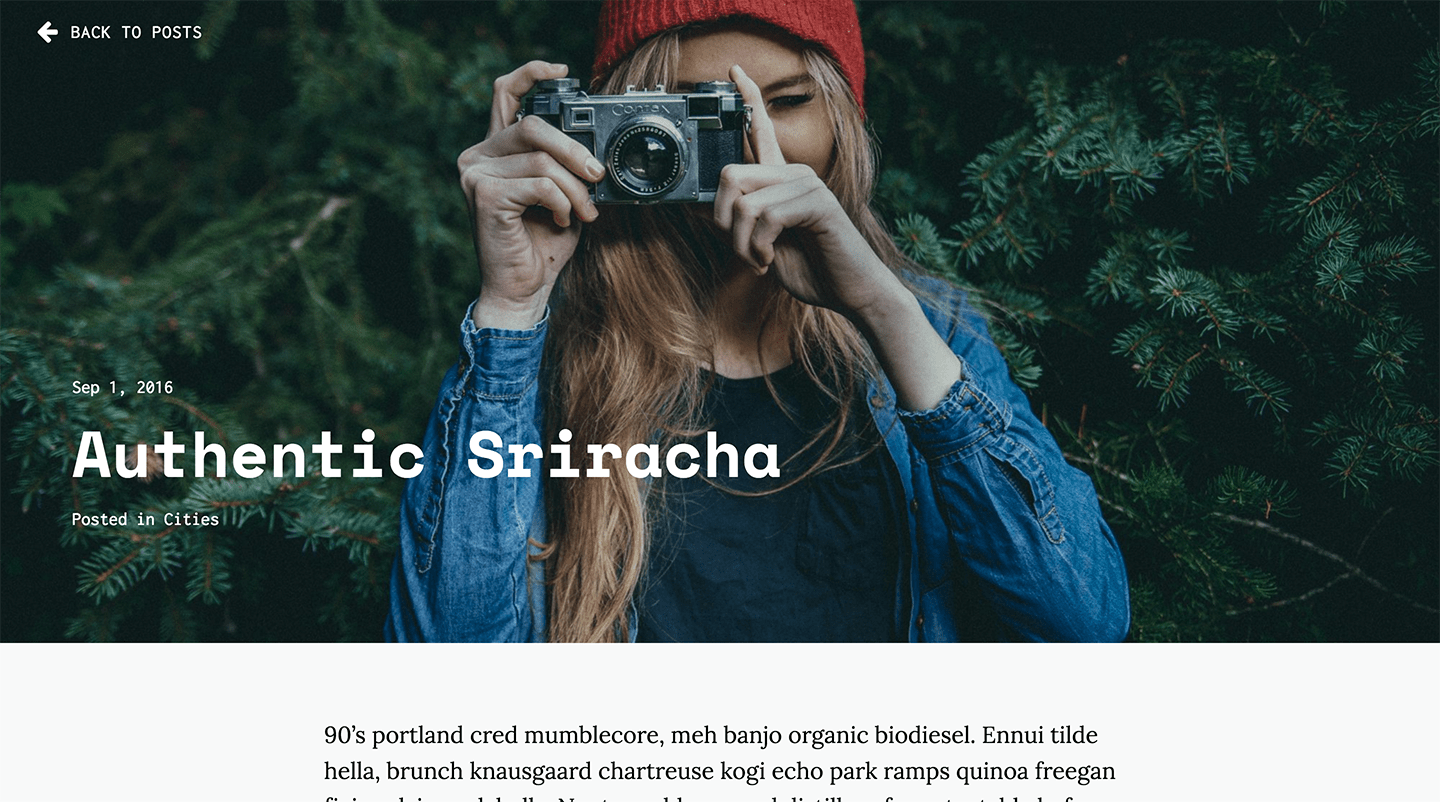 BACK TO POSTS
Contax
Sep 1, 2016
Authentic Sriracha
Posted in Cities
90’s portland cred mumblecore, meh banjo organic biodiesel. Ennui tilde
hella, brunch knausgaard chartreuse kogi echo park ramps quinoa freegan